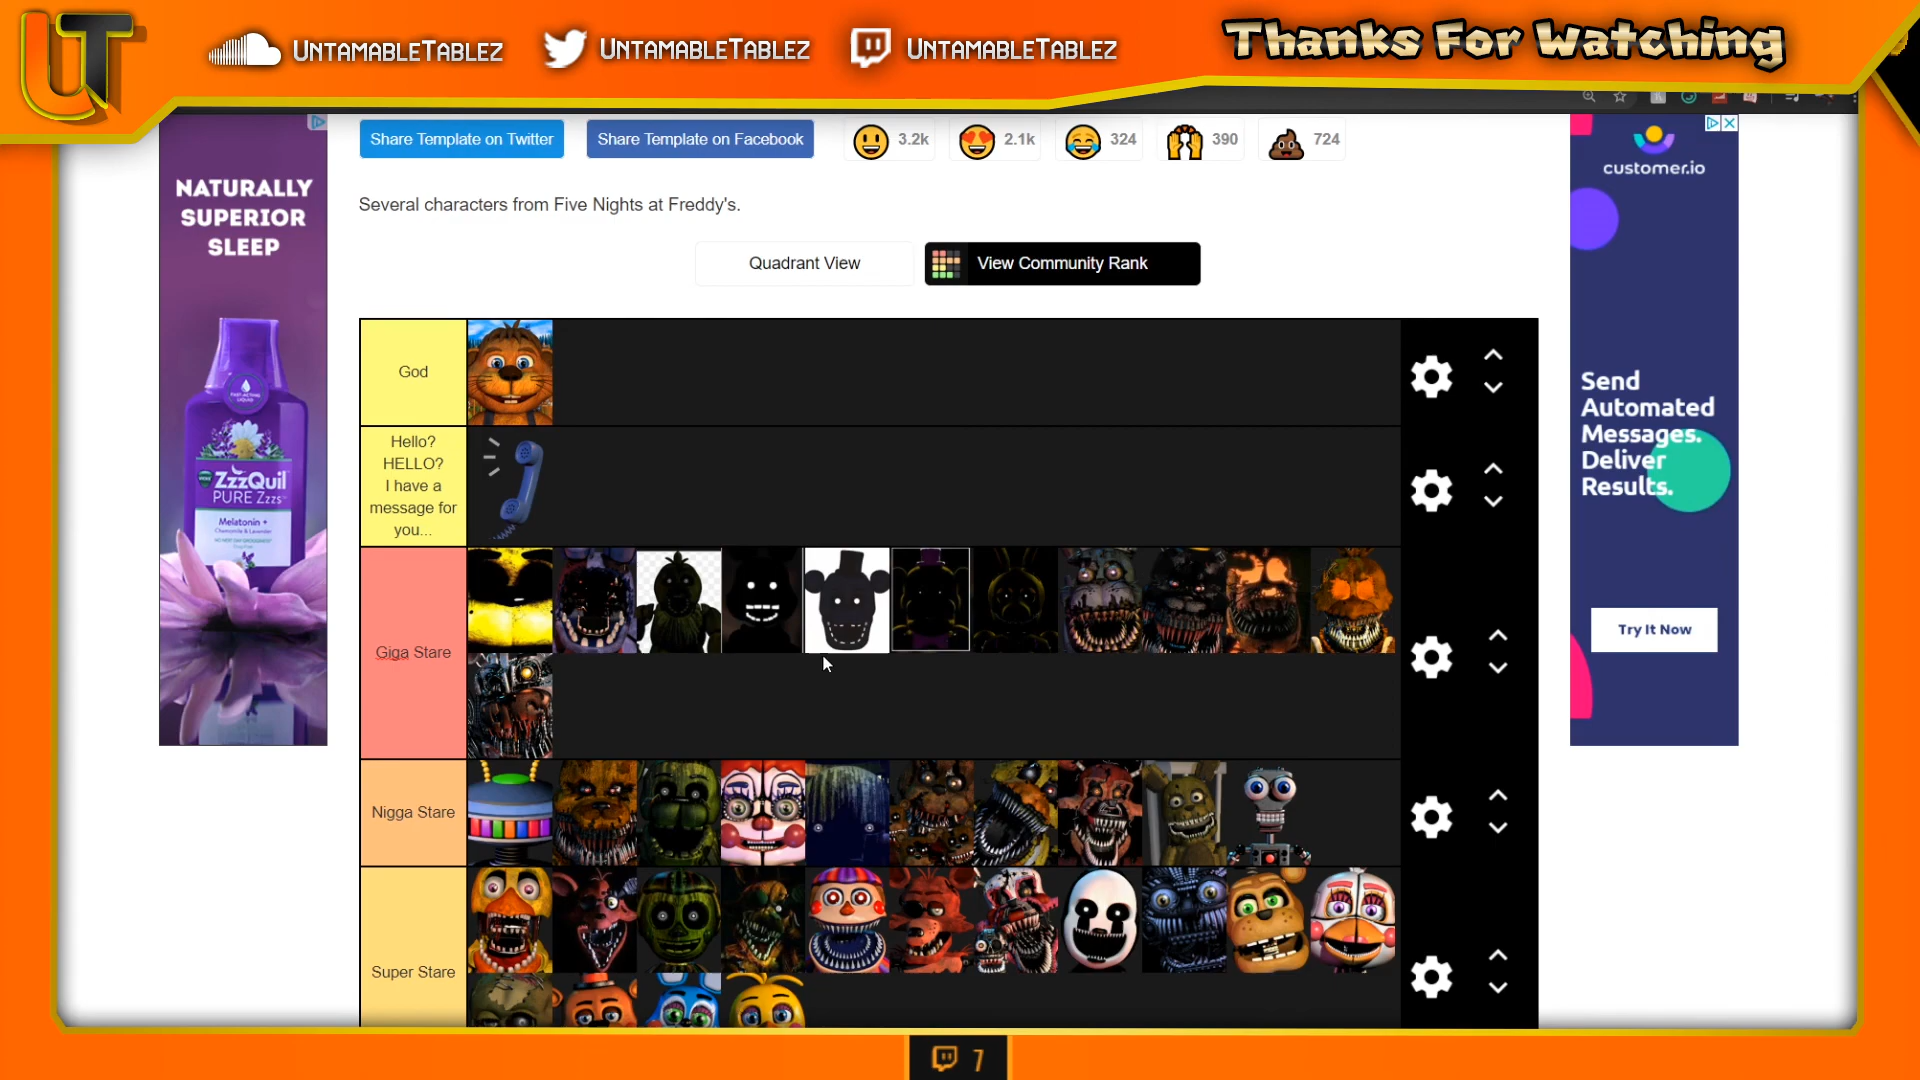 UT
UNTAMABLETABLEZ
UNTAMABLETABLEZ
UNTAMABLETABLEZ
Thanks For Watching
Share Template on Twitter
Share Template on Facebook
3.2k
2.1k
324
390
724
Several characters from Five Nights at Freddy's.
Quadrant View
View Community Rank
NATURALLY
SUPERIOR
SLEEP
ZzzQuil
PURE Zzzs
Melatonin +
customer.io
Send
Automated
Messages.
Deliver
Results.
Try It Now
God
Hello?
HELLO?
I have a
message for
you...
Giga Stare
Nigga Stare
Super Stare
7